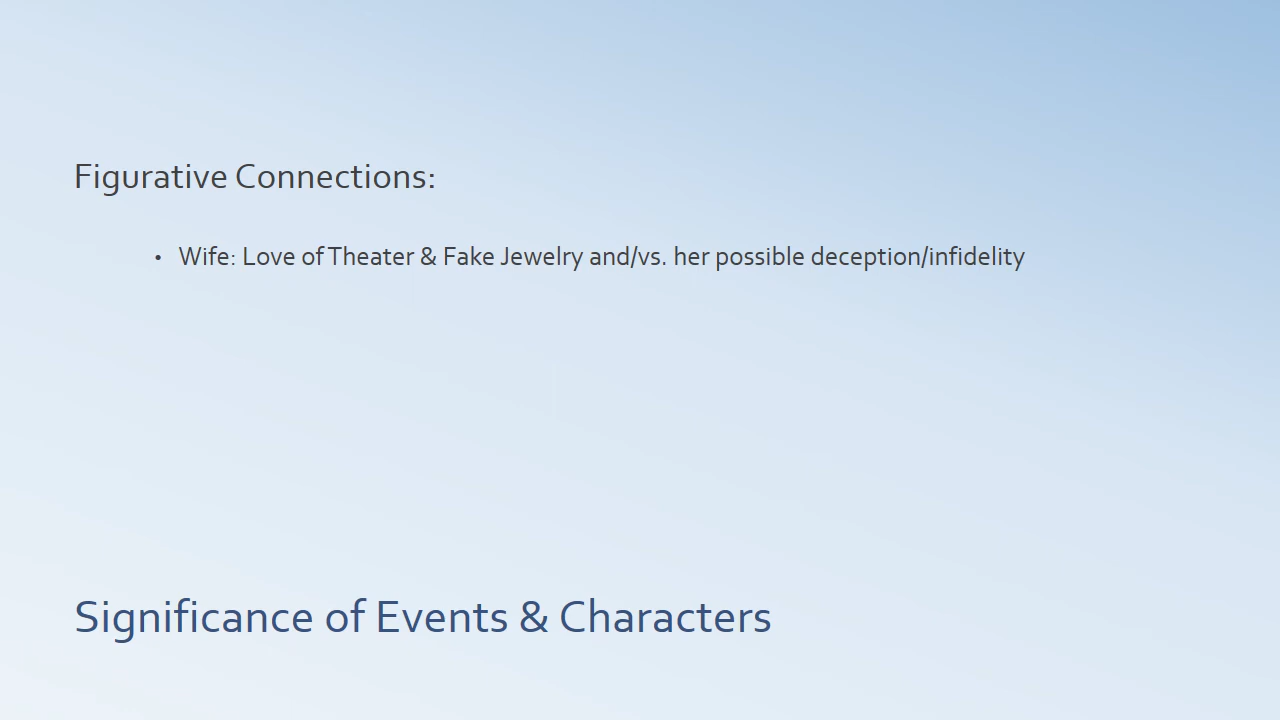 Figurative Connections:
• Wife: Love of Theater & Fake Jewelry and/vs. her possible deception/infidelity
Significance of Events & Characters